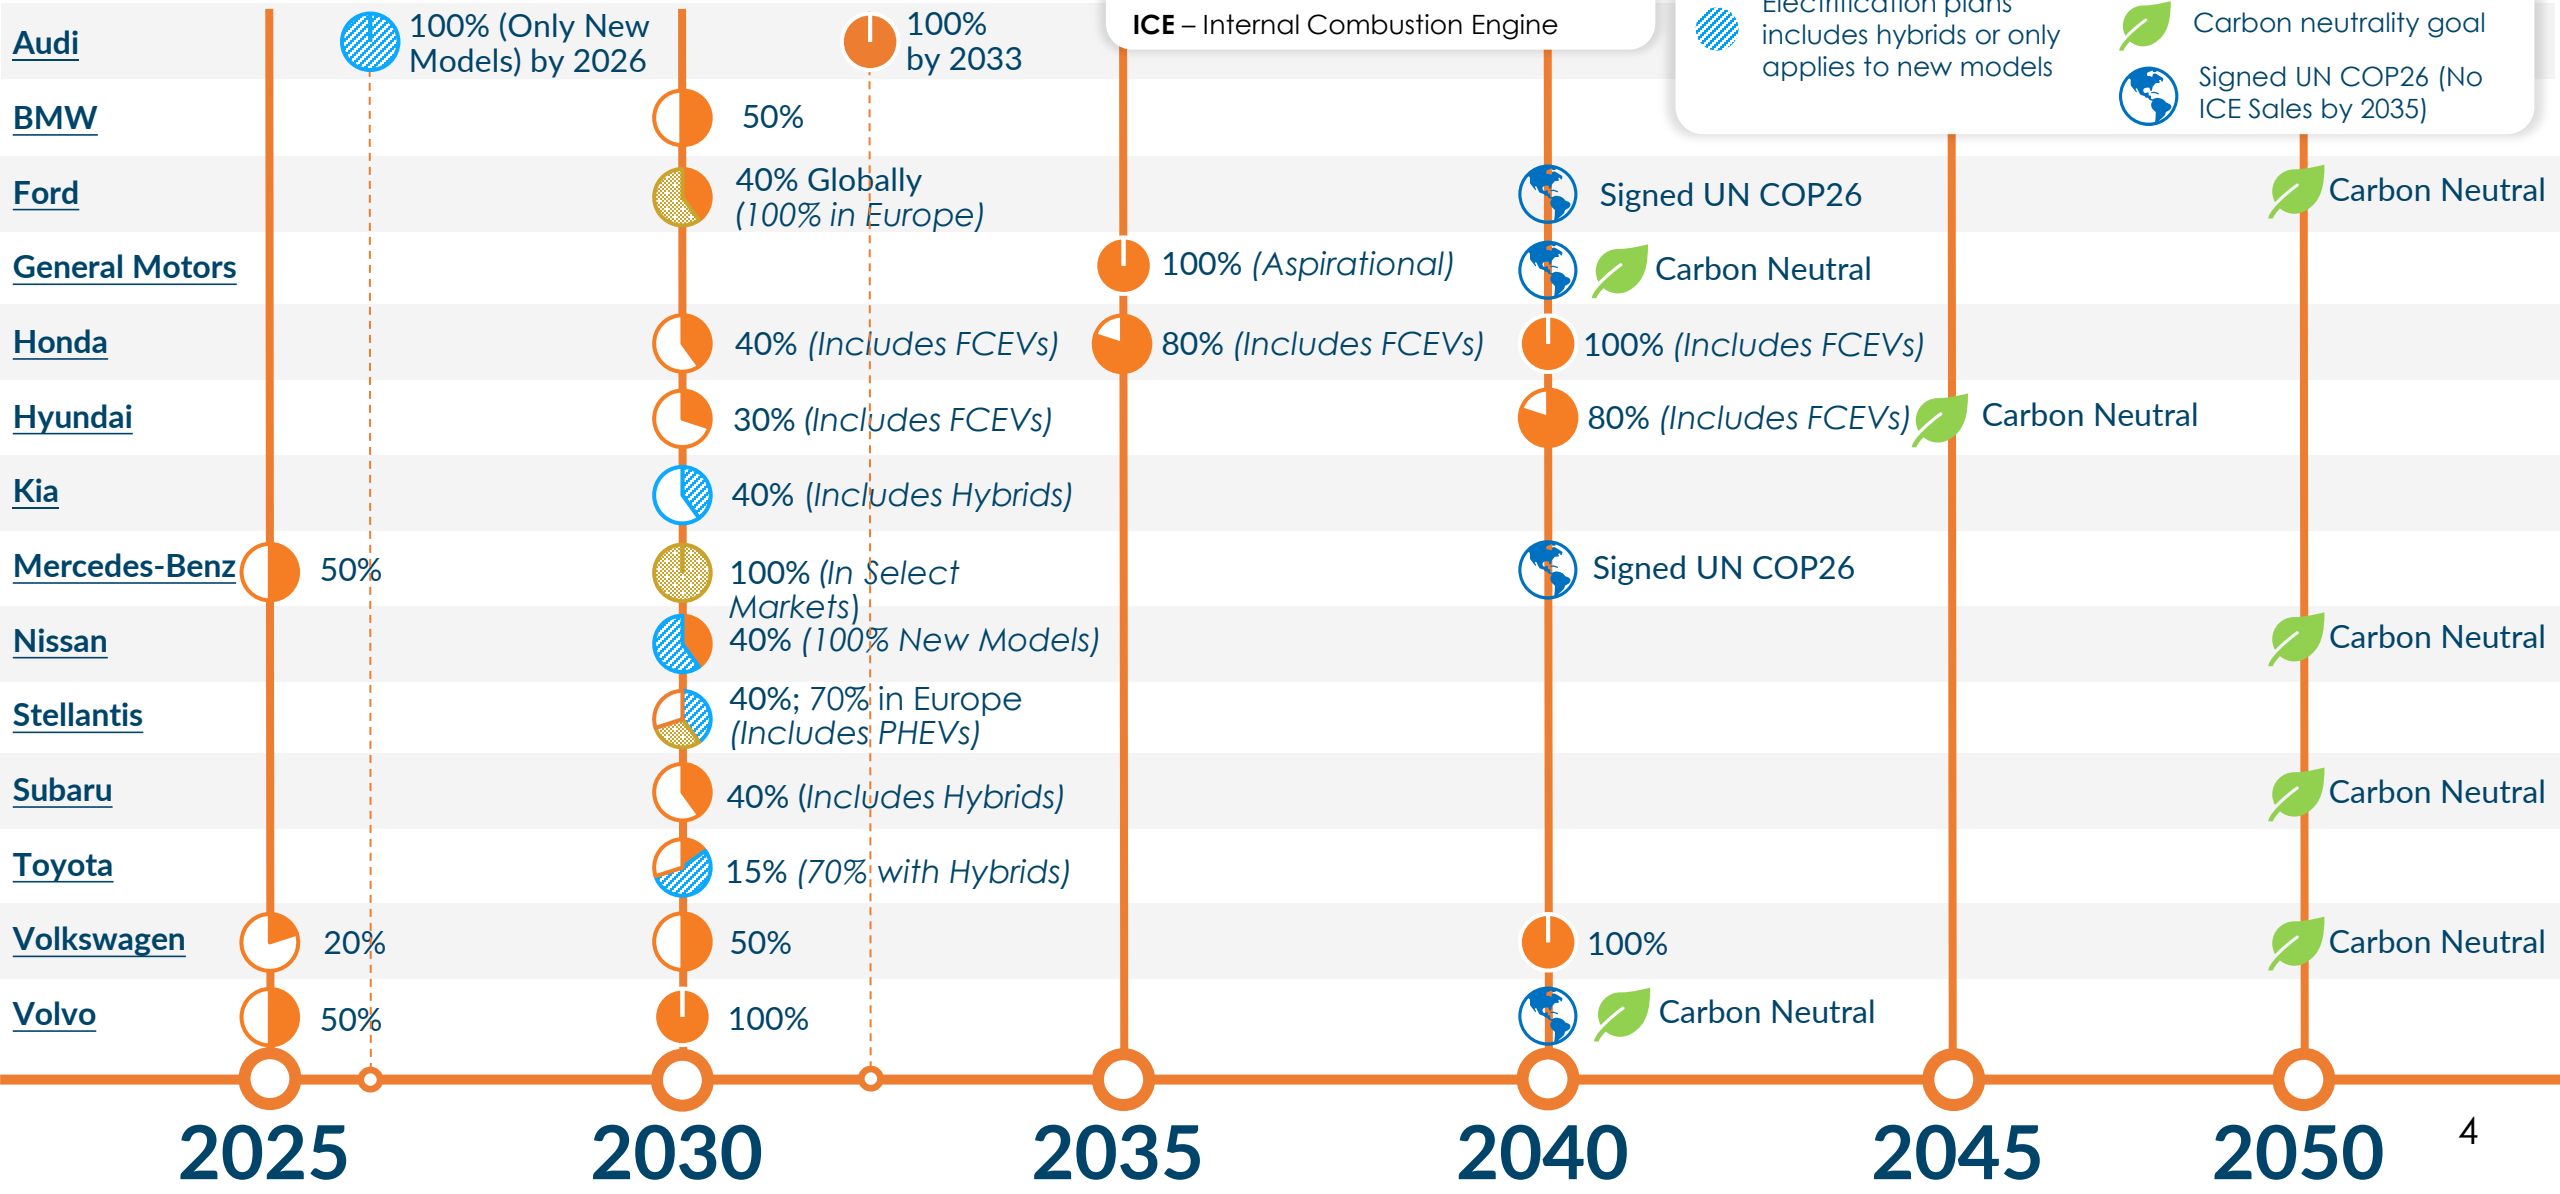 Audi
100% (Only New
Models) by 2026
100%
by 2033
ICE – Internal Combustion Engine
Electrification plans
includes hybrids or only
applies to new models
Carbon neutrality goal
Signed UN COP26 (No
ICE Sales by 2035)
BMW
50%
Ford
40% Globally
(100% in Europe)
Signed UN COP26
Carbon Neutral
General Motors
100% (Aspirational)
Carbon Neutral
Honda
40% (Includes FCEVs)
80% (Includes FCEVs)
100% (Includes FCEVs)
Hyundai
30% (Includes FCEVs)
80% (Includes FCEVs)
Carbon Neutral
Kia
40% (Includes Hybrids)
Mercedes-Benz
50%
100% (In Select
Markets)
Signed UN COP26
Nissan
40% (100% New Models)
Carbon Neutral
Stellantis
40%; 70% in Europe
(Includes PHEVs)
Subaru
40% (Includes Hybrids)
Carbon Neutral
Toyota
15% (70% with Hybrids)
Volkswagen
20%
50%
100%
Carbon Neutral
Volvo
50%
100%
Carbon Neutral
2025
2030
2035
2040
2045
2050
4